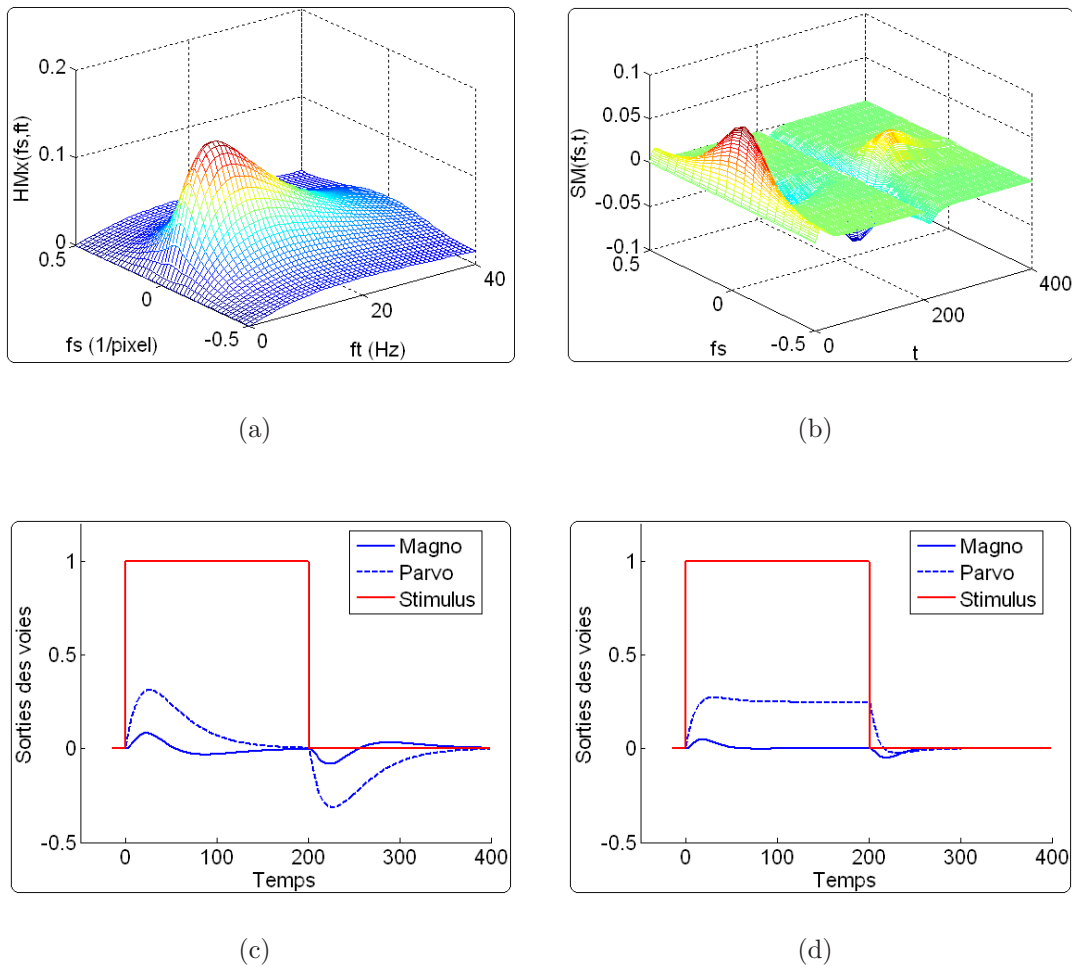 0.2
0.1
0
HMx(fs,ft)
0.5
0
-0.5
fs (1/pixel)
0
20
40
ft (Hz)
(a)
0.1
0.05
0
-0.05
-0.1
SM(fs,t)
0.5
0
-0.5
fs
0
200
400
t
(b)
Magno
Parvo
Stimulus
1
0.5
0
-0.5
Sorties des voies
0
100
200
300
400
Temps
(c)
Magno
Parvo
Stimulus
1
0.5
0
-0.5
Sorties des voies
0
100
200
300
400
Temps
(d)